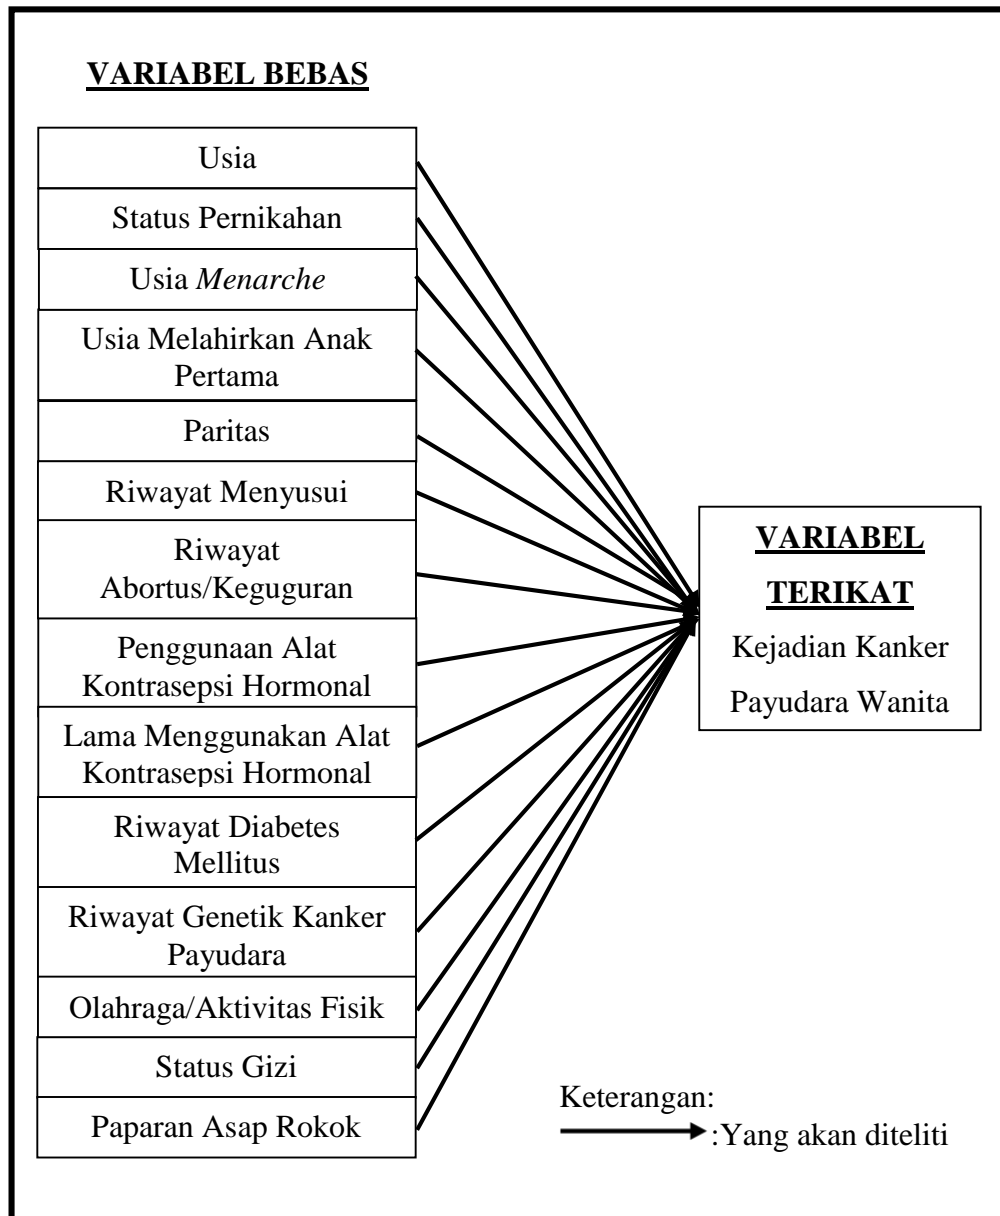 VARIABEL BEBAS
Usia
Status Pernikahan
Usia Menarche
Usia Melahirkan Anak
Pertama
Paritas
Riwayat Menyusui
Riwayat
Abortus/Keguguran
Penggunaan Alat
Kontrasepsi Hormonal
Lama Menggunakan Alat
Kontrasepsi Hormonal
Riwayat Diabetes
Mellitus
Riwayat Genetik Kanker
Payudara
Olahraga/Aktivitas Fisik
Status Gizi
Paparan Asap Rokok
VARIABEL
TERIKAT
Kejadian Kanker
Payudara Wanita
Keterangan:
:Yang akan diteliti